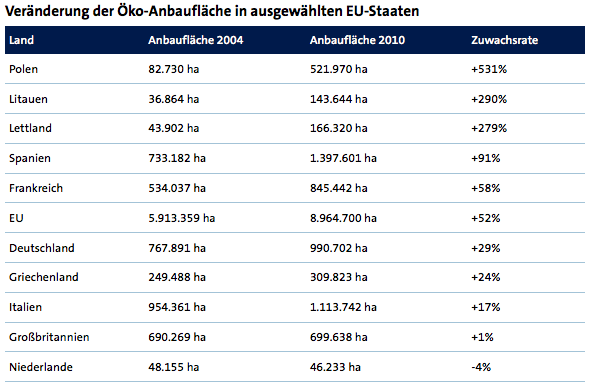 Veränderung der Öko-Anbaufläche in ausgewählten EU-Staaten
Land Anbaufläche 2004 Anbaufläche 2010 Zuwachsrate
Polen 82.730 ha 521.970 ha +531%
Litauen 36.864 ha 143.644 ha +290%
Lettland 43.902 ha 166.320 ha +279%
Spanien 733.182 ha 1.397.601 ha +91%
Frankreich 534.037 ha 845.442 ha +58%
EU 5.913.359 ha 8.964.700 ha +52%
Deutschland 767.891 ha 990.702 ha +29%
Griechenland 249.488 ha 309.823 ha +24%
Italien 954.361 ha 1.113.742 ha +17%
Großbritannien 690.269 ha 699.638 ha +1%
Niederlande 48.155 ha 46.233 ha -4%